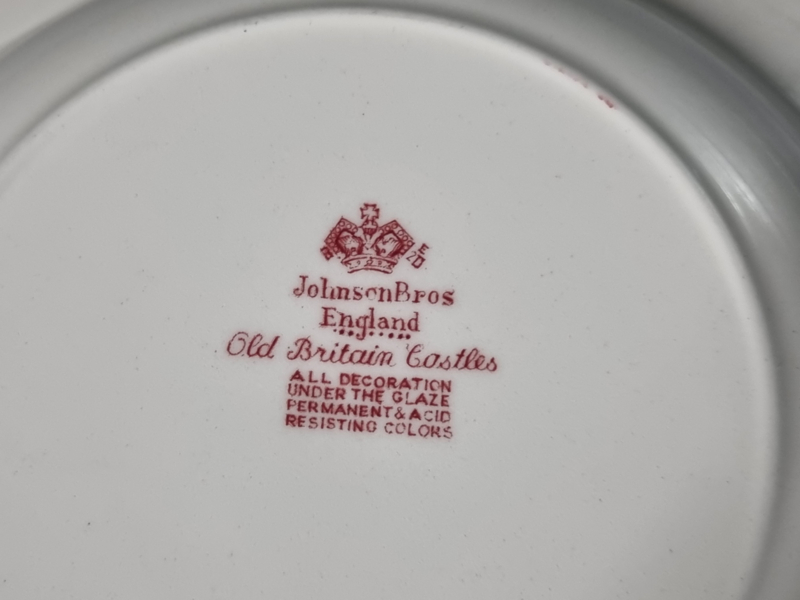 JohnsonBros
England
Old Britain Castles
ALL DECORATION
UNDER THE GLAZE
PERMANENT & ACID
RESISTING COLORS